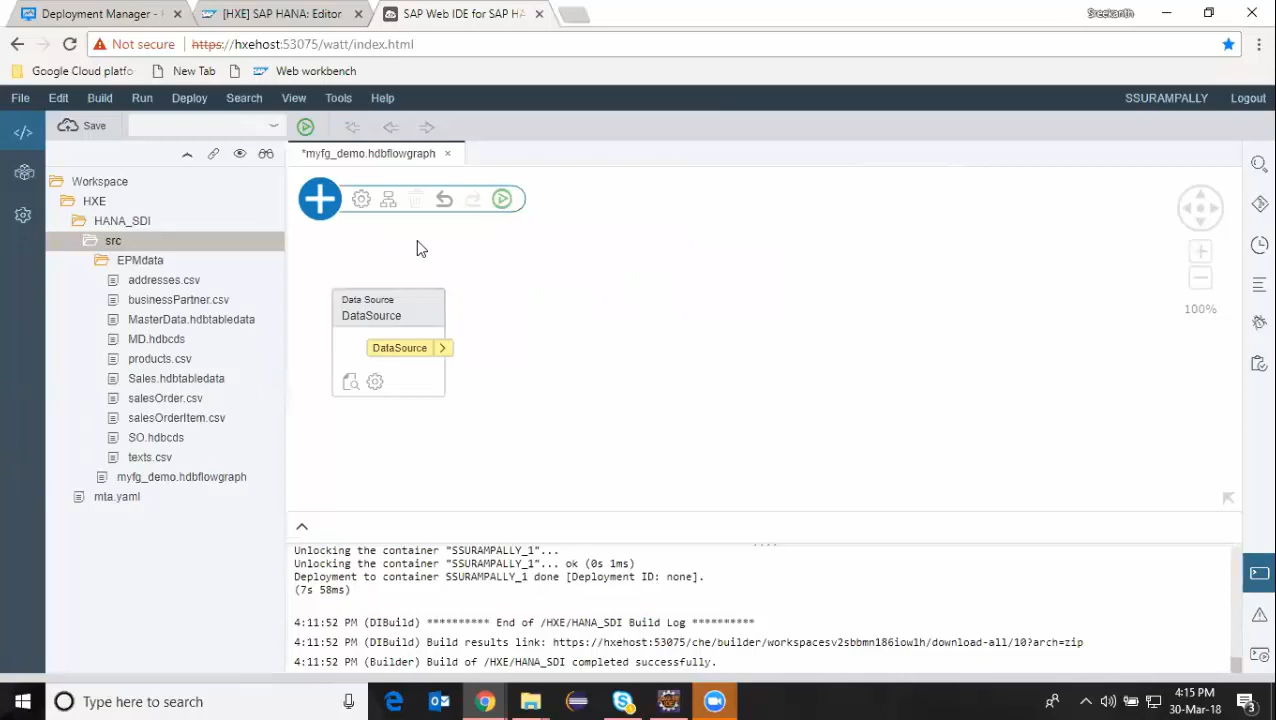 Deployment Manager -
[HXE] SAP HANA: Editor
SAP Web IDE for SAP HA
Sreekanth
Not secure
https://hxehost:53075/watt/index.html
Google Cloud platfo
New Tab
Web workbench
File
Edit
Build
Run
Deploy
Search
View
Tools
Help
SSURAMPALLY
Logout
Save
*myfg_demo.hdbflowgraph
Workspace
HXE
HANA_SDI
src
EPMdata
addresses.csv
businessPartner.csv
MasterData.hdbtabledata
MD.hdbcds
products.csv
Sales.hdbtabledata
salesOrder.csv
salesOrderItem.csv
SO.hdbcds
texts.csv
myfg_demo.hdbflowgraph
mta.yaml
Data Source
DataSource
DataSource
100%
Unlocking the container "SSURAMPALLY_1"...
Unlocking the container "SSURAMPALLY_1"... ok (0s 1ms)
Deployment to container SSURAMPALLY_1 done [Deployment ID: none].
(7s 58ms)
4:11:52 PM (DIBuild) ********** End of /HXE/HANA_SDI Build Log **********
4:11:52 PM (DIBuild) Build results link: https://hxehost:53075/che/builder/workspacesv2sbbmn186iowlh/download-all/10?arch=zip
4:11:52 PM (Builder) Build of /HXE/HANA_SDI completed successfully.
Type here to search
4:15 PM
30-Mar-18
3